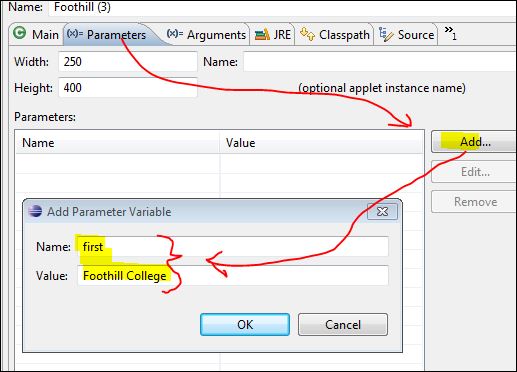 Name: Foothill (3)
Main (x)= Parameters (x)= Arguments JRE Classpath Source »1
Width: 250 Name:
Height: 400 (optional applet instance name)
Parameters:
Name Value
Add...
Edit...
Remove
Add Parameter Variable
Name: first
Value: Foothill College
OK Cancel